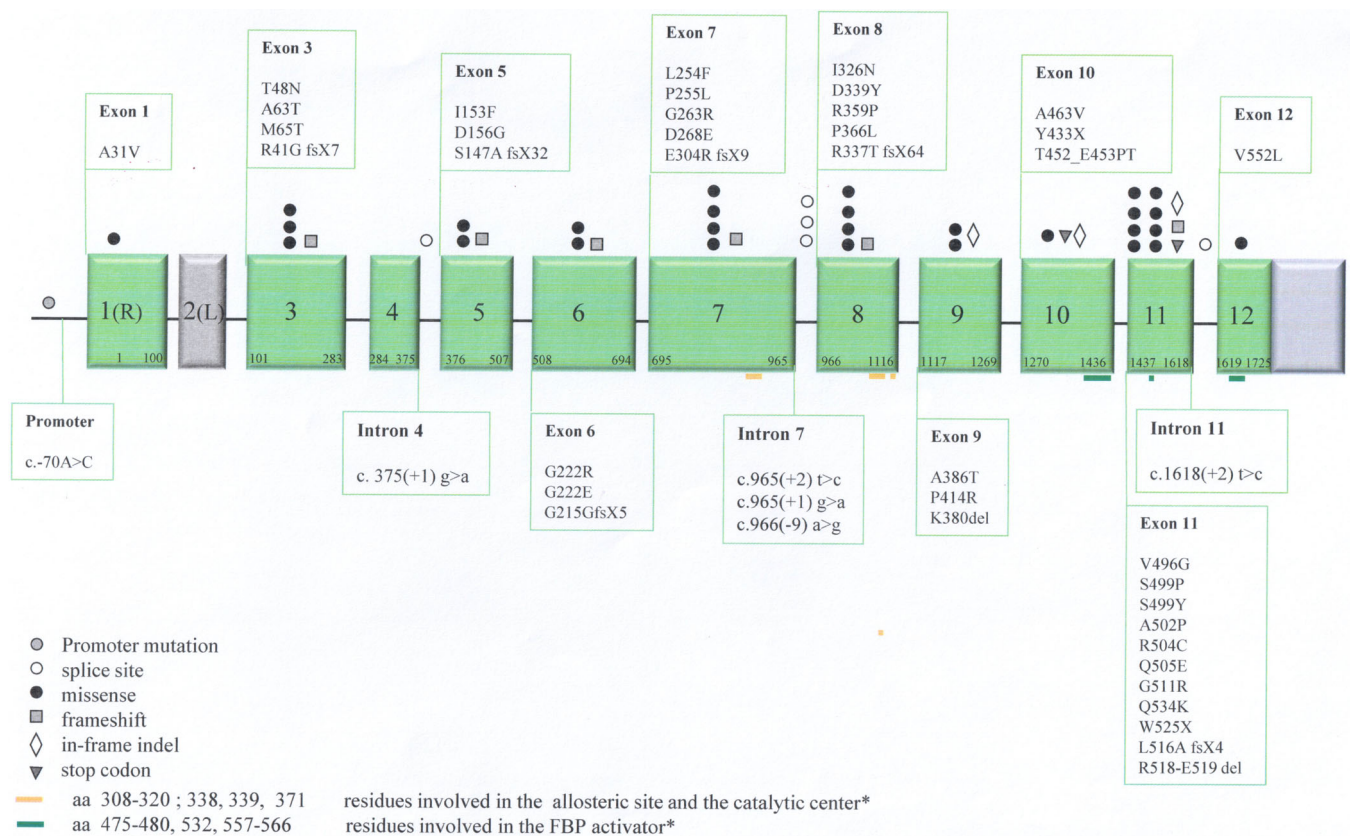 Exon 1
A31V
Exon 3
T48N
A63T
M65T
R41G fsX7
Exon 5
I153F
D156G
S147A fsX32
Exon 7
L254F
P255L
G263R
D268E
E304R fsX9
Exon 8
I326N
D339Y
R359P
P366L
R337T fsX64
Exon 10
A463V
Y433X
T452_E453PT
Exon 12
V552L
1(R)
1 100
2(L)
3
101 283
4
284 375
5
376 507
6
508 694
7
695 965
8
966 1116
9
1117 1269
10
1270 1436
11
1437 1618
12
1619 1725
Promoter
c.-70A>C
Intron 4
c. 375(+1) g>a
Exon 6
G222R
G222E
G215GfsX5
Intron 7
c.965(+2) t>c
c.965(+1) g>a
c.966(-9) a>g
Exon 9
A386T
P414R
K380del
Intron 11
c.1618(+2) t>c
Exon 11
V496G
S499P
S499Y
A502P
R504C
Q505E
G511R
Q534K
W525X
L516A fsX4
R518-E519 del
Promoter mutation
splice site
missense
frameshift
in-frame indel
stop codon
aa 308-320 ; 338, 339, 371 residues involved in the allosteric site and the catalytic center*
aa 475-480, 532, 557-566 residues involved in the FBP activator*